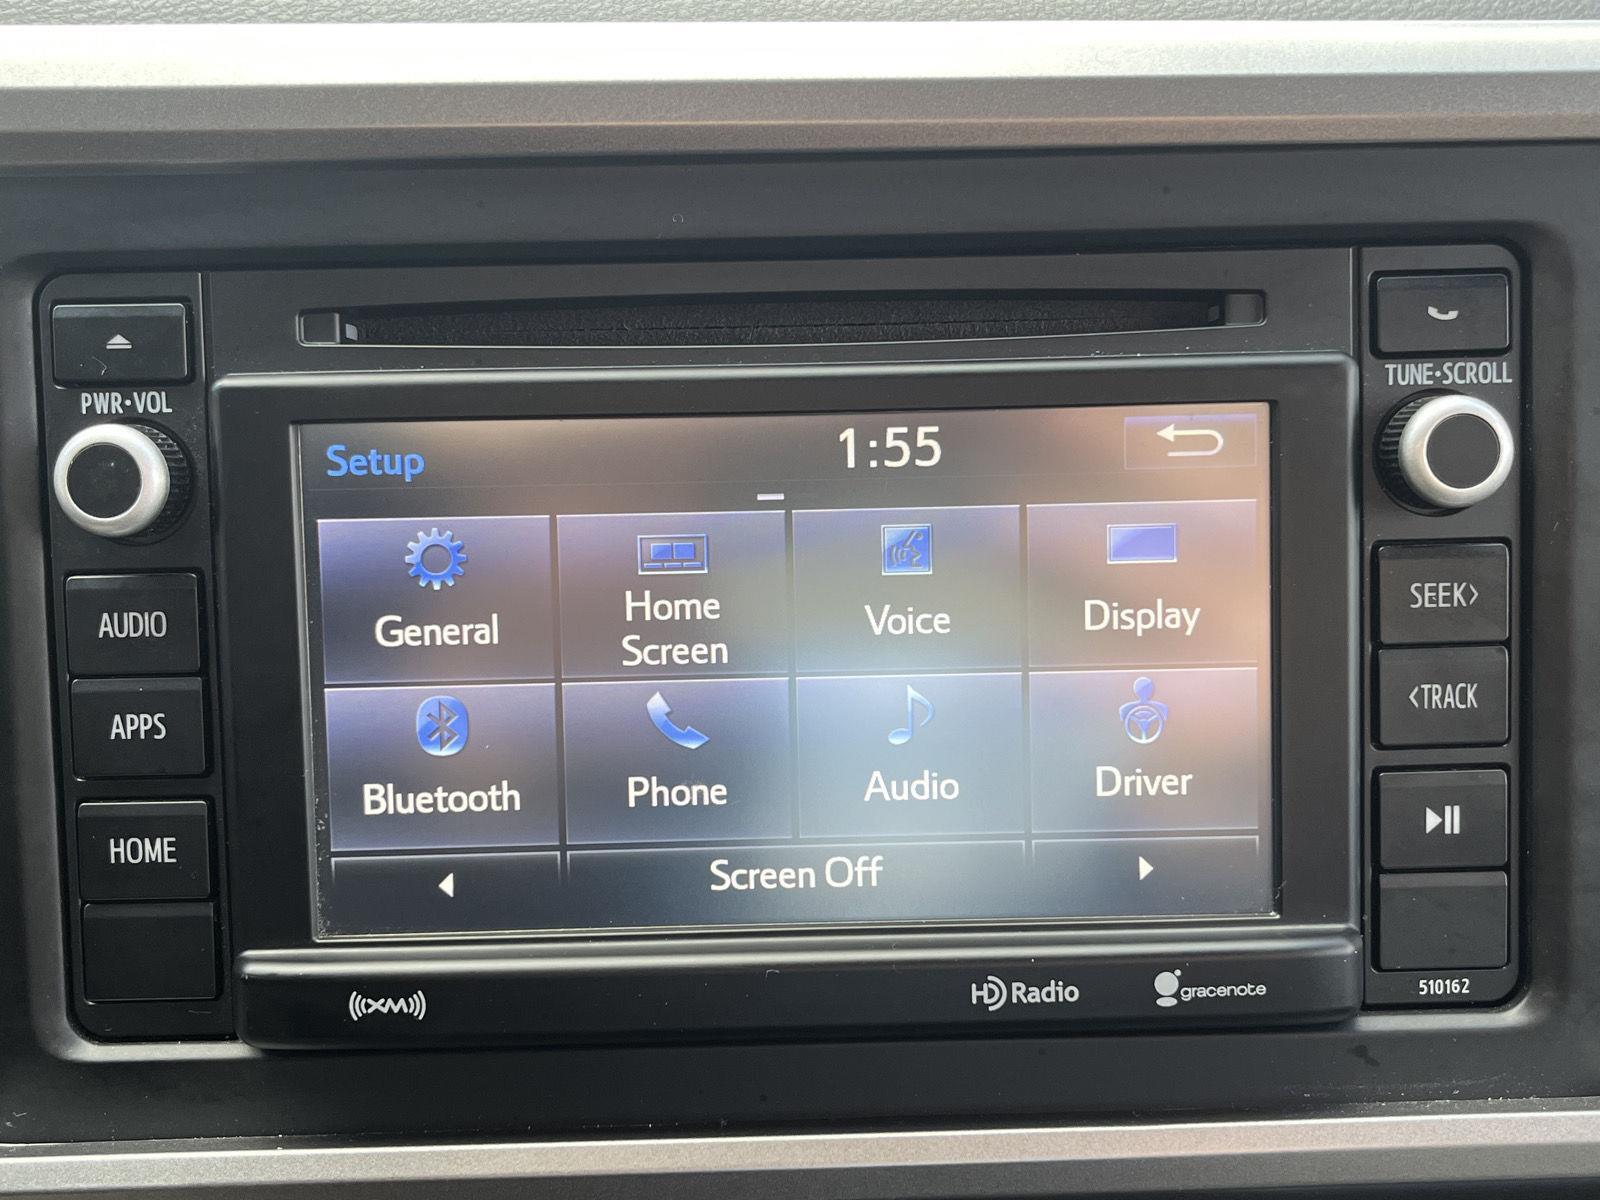 PWR•VOL
TUNE•SCROLL
Setup
1:55
General
Home
Screen
Voice
Display
AUDIO
SEEK>
APPS
<TRACK
Bluetooth
Phone
Audio
Driver
HOME
Screen Off
((XM))
HD Radio
gracenote
510162